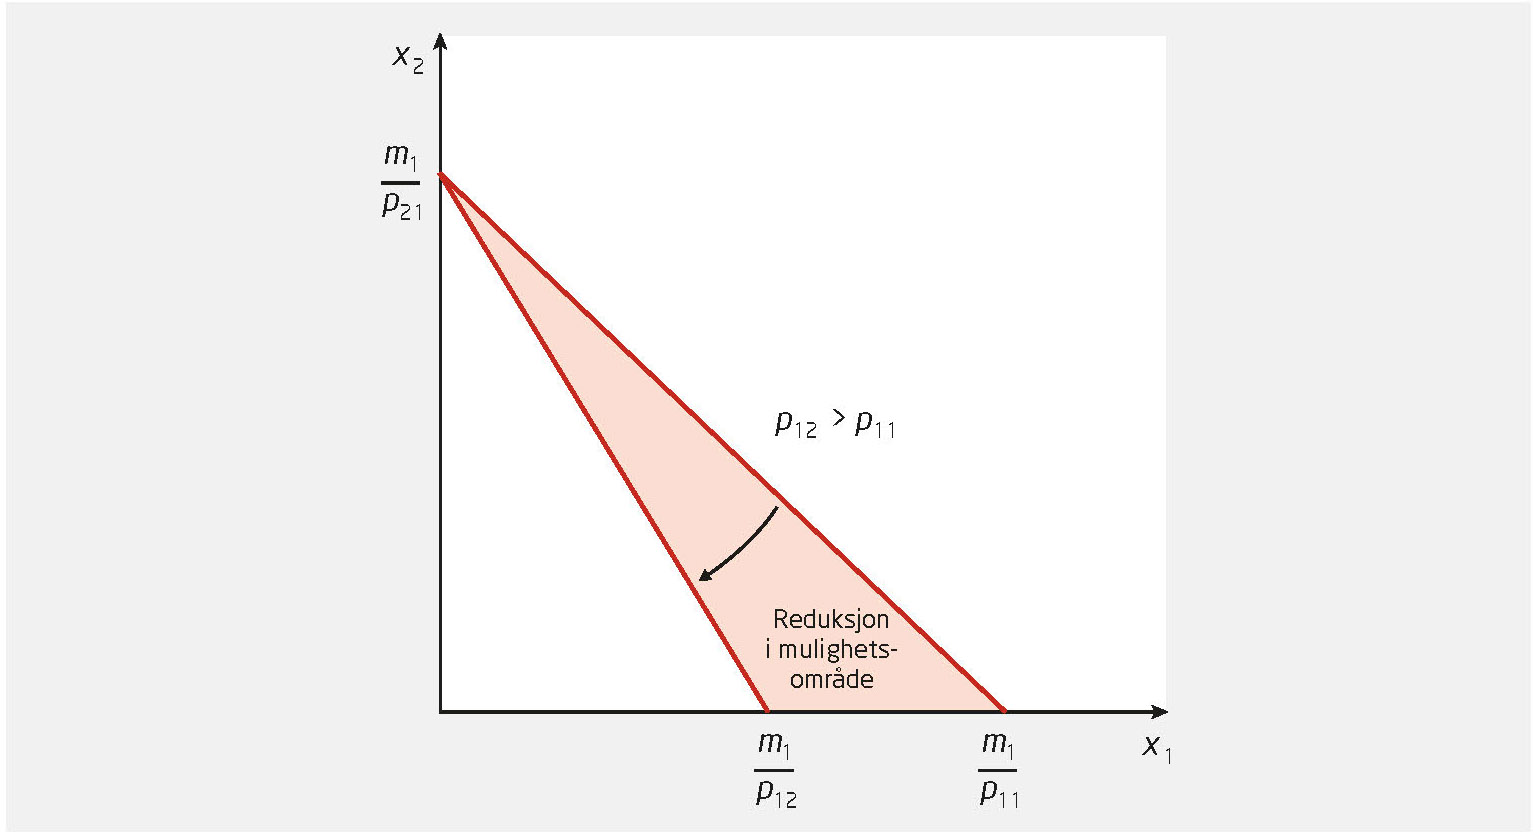 x₂
m₁
p₂₁
p₁₂ > p₁₁
Reduksjon
i mulighets-
område
m₁
p₁₂
m₁
p₁₁
x₁